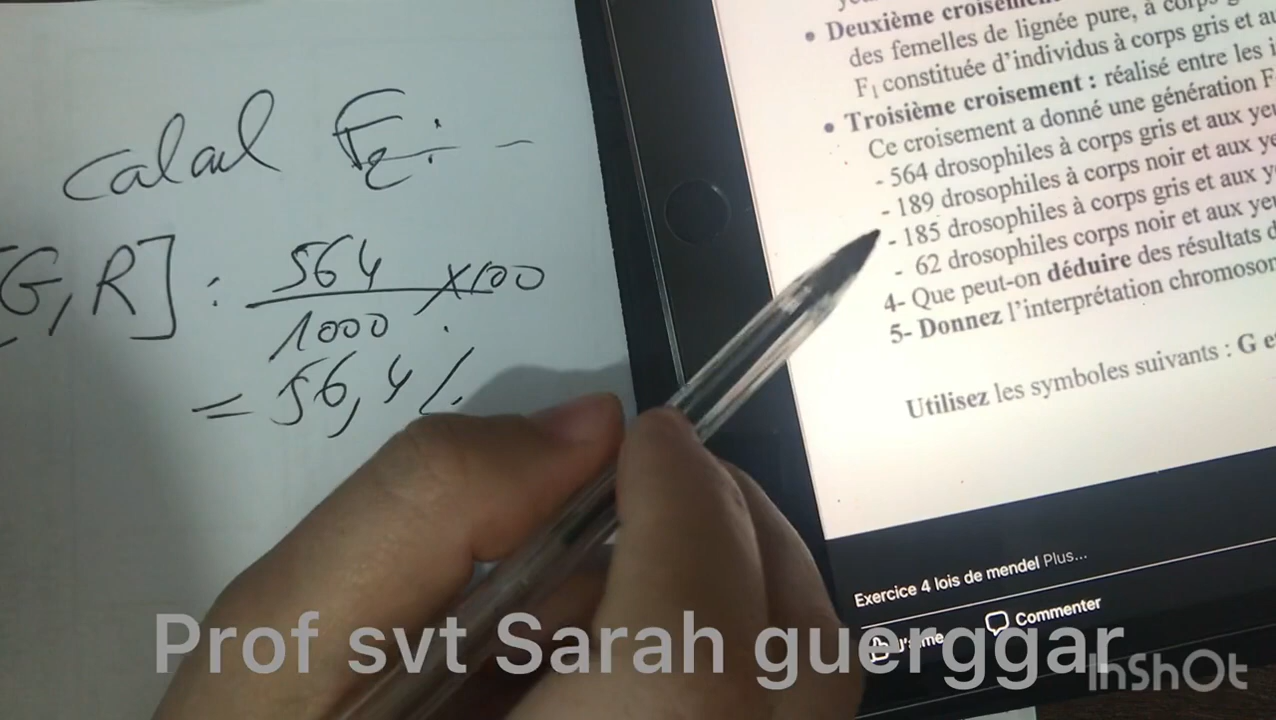 Calcul F2: -
[G,R] : 564/1000 ×100
= 56,4%
• Deuxième croisement
des femelles de lignée pure, à corps
F1 constituée d'individus à corps gris et au
• Troisième croisement : réalisé entre les i
Ce croisement a donné une génération F
- 564 drosophiles à corps gris et aux ye
- 189 drosophiles à corps noir et aux ye
- 185 drosophiles à corps gris et aux y
- 62 drosophiles corps noir et aux ye
4- Que peut-on déduire des résultats d
5- Donnez l'interprétation chromoso
Utilisez les symboles suivants : G e
Exercice 4 lois de mendel Plus...
J'aime Commenter
Prof svt Sarah guerggar
InShOt